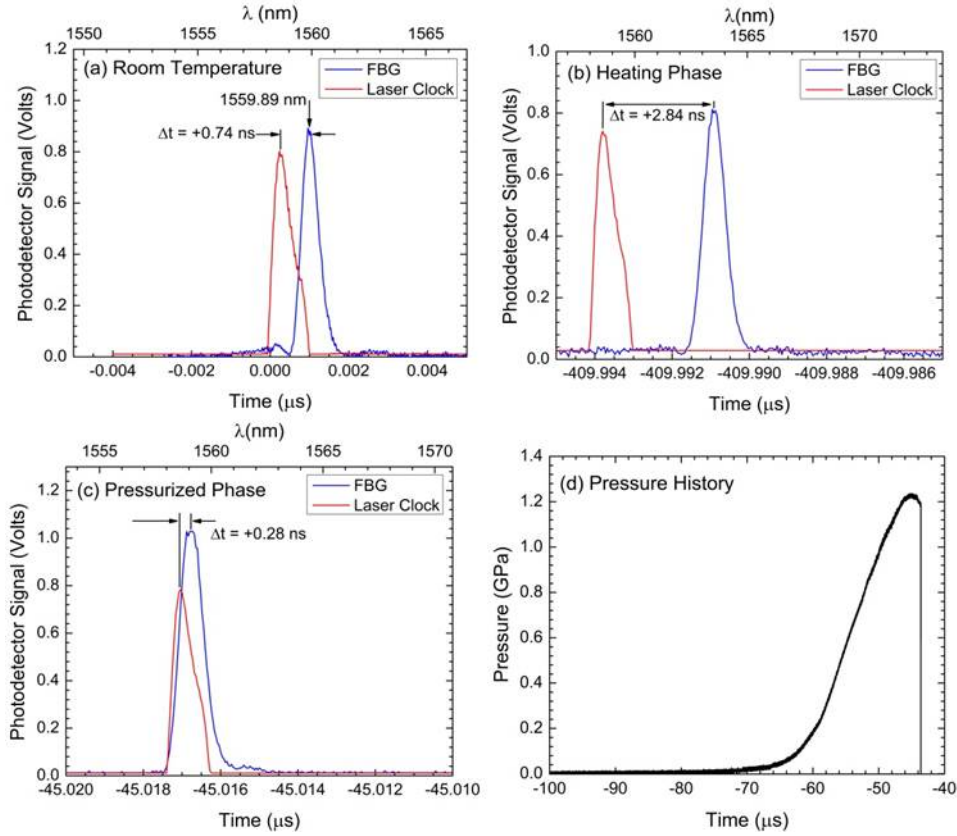 λ (nm)
1550 1555 1560 1565
(a) Room Temperature
FBG
Laser Clock
1559.89 nm
Δt = +0.74 ns
Photodetector Signal (Volts)
1.2
1.0
0.8
0.6
0.4
0.2
0.0
-0.004 -0.002 0.000 0.002 0.004
Time (μs)
λ(nm)
1560 1565 1570
(b) Heating Phase
FBG
Laser Clock
Δt = +2.84 ns
Photodetector Signal (Volts)
1.0
0.8
0.6
0.4
0.2
0.0
-409.994 -409.992 -409.990 -409.988 -409.986
Time (μs)
λ(nm)
1555 1560 1565 1570
(c) Pressurized Phase
FBG
Laser Clock
Δt = +0.28 ns
Photodetector Signal (Volts)
1.2
1.0
0.8
0.6
0.4
0.2
0.0
-45.020 -45.018 -45.016 -45.014 -45.012 -45.010
Time (μs)
(d) Pressure History
Pressure (GPa)
1.4
1.2
1.0
0.8
0.6
0.4
0.2
0.0
-100 -90 -80 -70 -60 -50 -40
Time (μs)